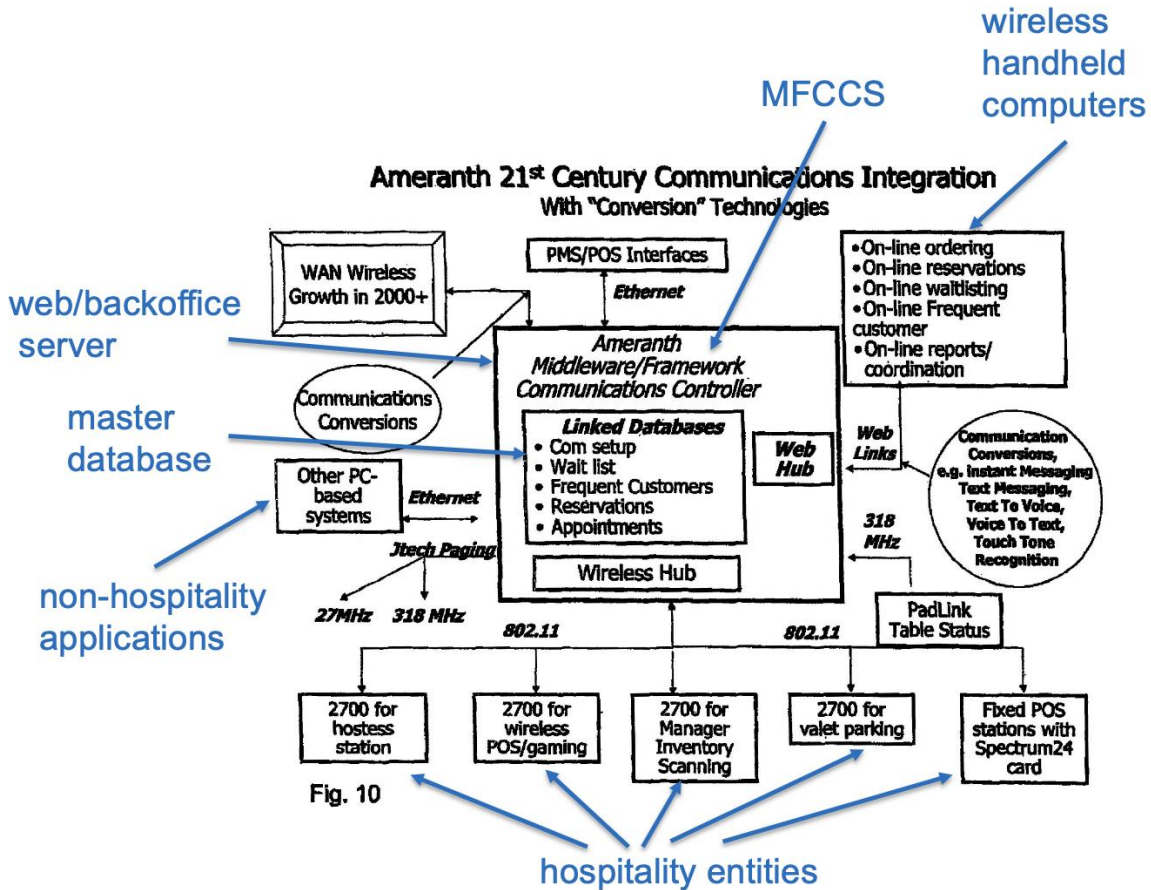 wireless
handheld
computers
MFCCS
Ameranth 21st Century Communications Integration
With "Conversion" Technologies
WAN Wireless
Growth in 2000+
PMS/POS Interfaces
Ethernet
•On-line ordering
•On-line reservations
•On-line waitlisting
•On-line Frequent
customer
•On-line reports/
coordination
web/backoffice
server
Ameranth
Middleware/Framework
Communications Controller
Communications
Conversions
master
database
Linked Databases
• Com setup
• Wait list
• Frequent Customers
• Reservations
• Appointments
Web
Hub
Web
Links
Communication
Conversions,
e.g. instant Messaging
Text Messaging,
Text To Voice,
Voice To Text,
Touch Tone
Recognition
Other PC-
based
systems
Ethernet
Jtech Paging
318
MHz
Wireless Hub
non-hospitality
applications
27MHz
318 MHz
PadLink
Table Status
802.11
802.11
2700 for
hostess
station
2700 for
wireless
POS/gaming
2700 for
Manager
Inventory
Scanning
2700 for
valet parking
Fixed POS
stations with
Spectrum24
card
Fig. 10
hospitality entities